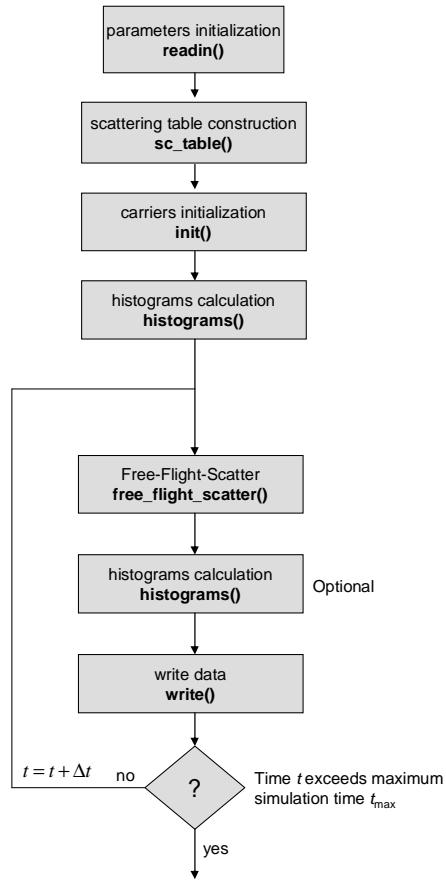 parameters initialization
readin()
scattering table construction
sc_table()
carriers initialization
init()
histograms calculation
histograms()
Free-Flight-Scatter
free_flight_scatter()
histograms calculation
histograms()
Optional
write data
write()
t = t + Δt
no
?
Time t exceeds maximum
simulation time tmax
yes